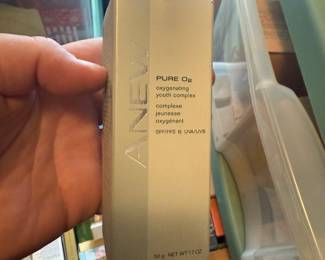 ANEW
PURE O2
oxygenating
youth complex
complexe
jeunesse
oxygénant
SPF/FPS 15 UVA/UVB
50 g NET WT 1.7 OZ